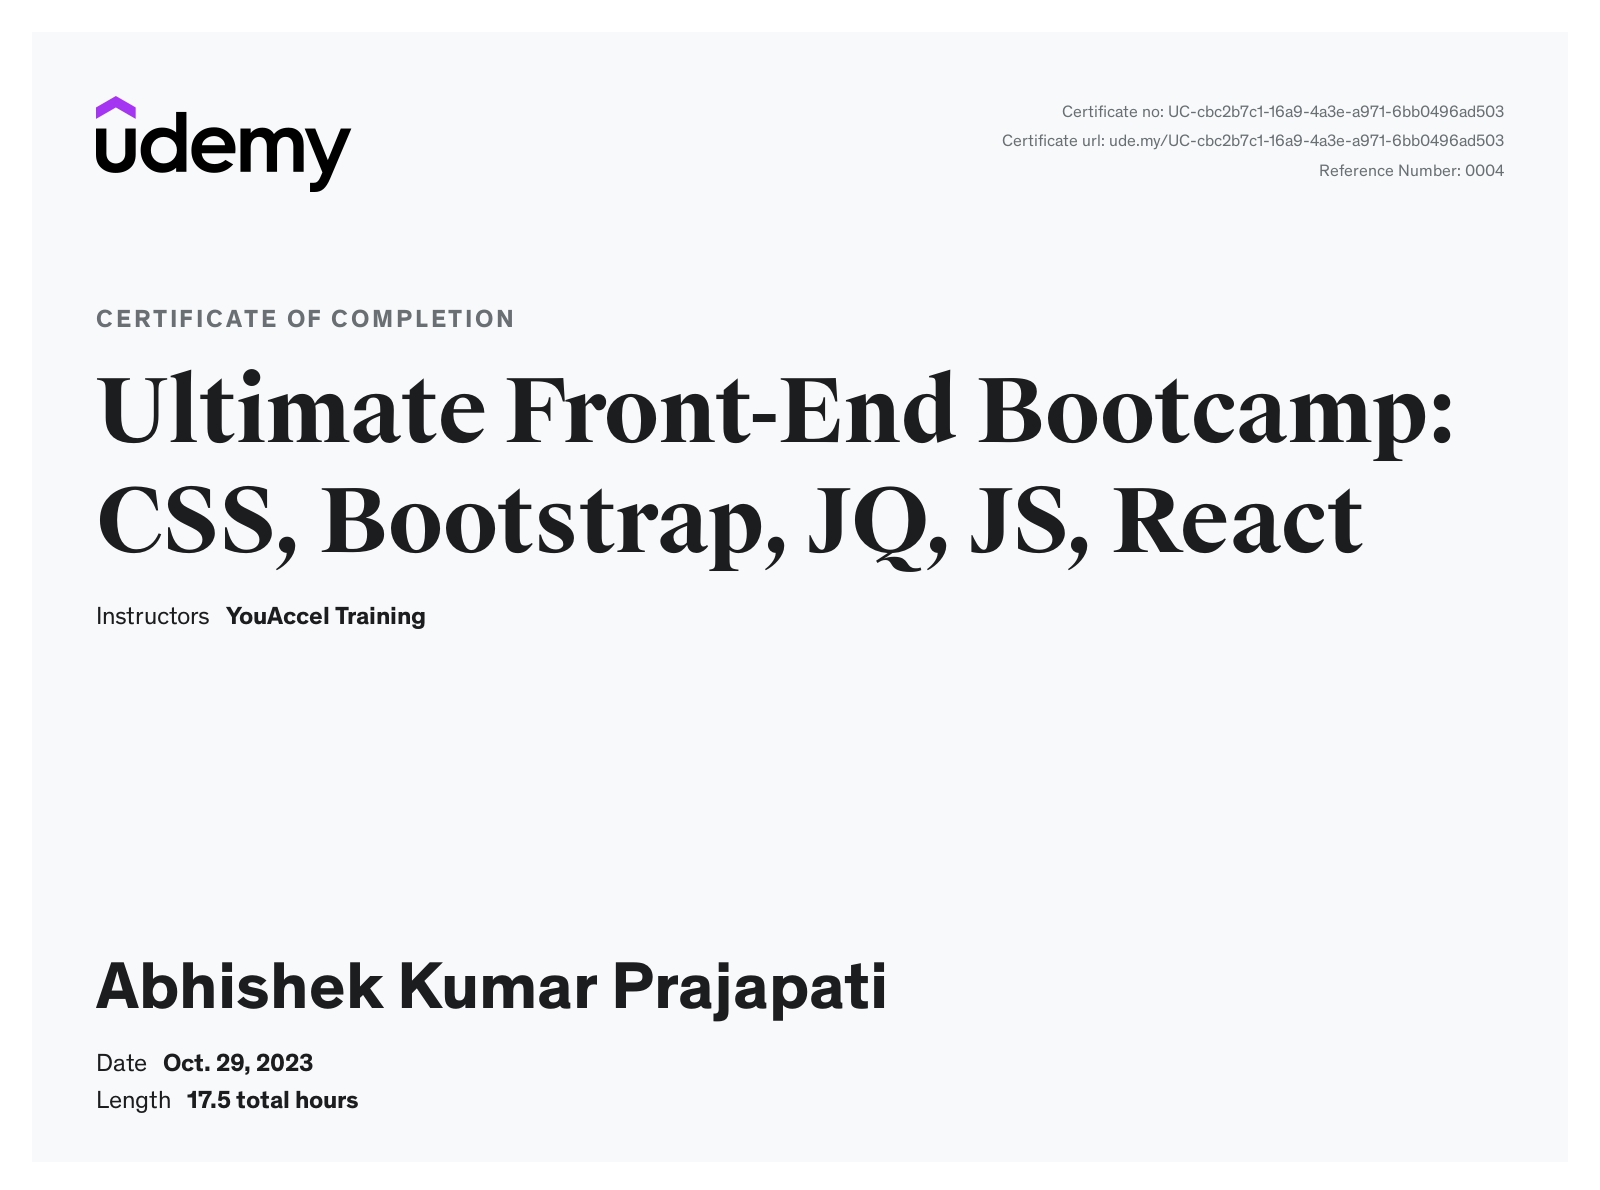 udemy
Certificate no: UC-cbc2b7c1-16a9-4a3e-a971-6bb0496ad503
Certificate url: ude.my/UC-cbc2b7c1-16a9-4a3e-a971-6bb0496ad503
Reference Number: 0004
CERTIFICATE OF COMPLETION
Ultimate Front-End Bootcamp:
CSS, Bootstrap, JQ, JS, React
Instructors YouAccel Training
Abhishek Kumar Prajapati
Date Oct. 29, 2023
Length 17.5 total hours